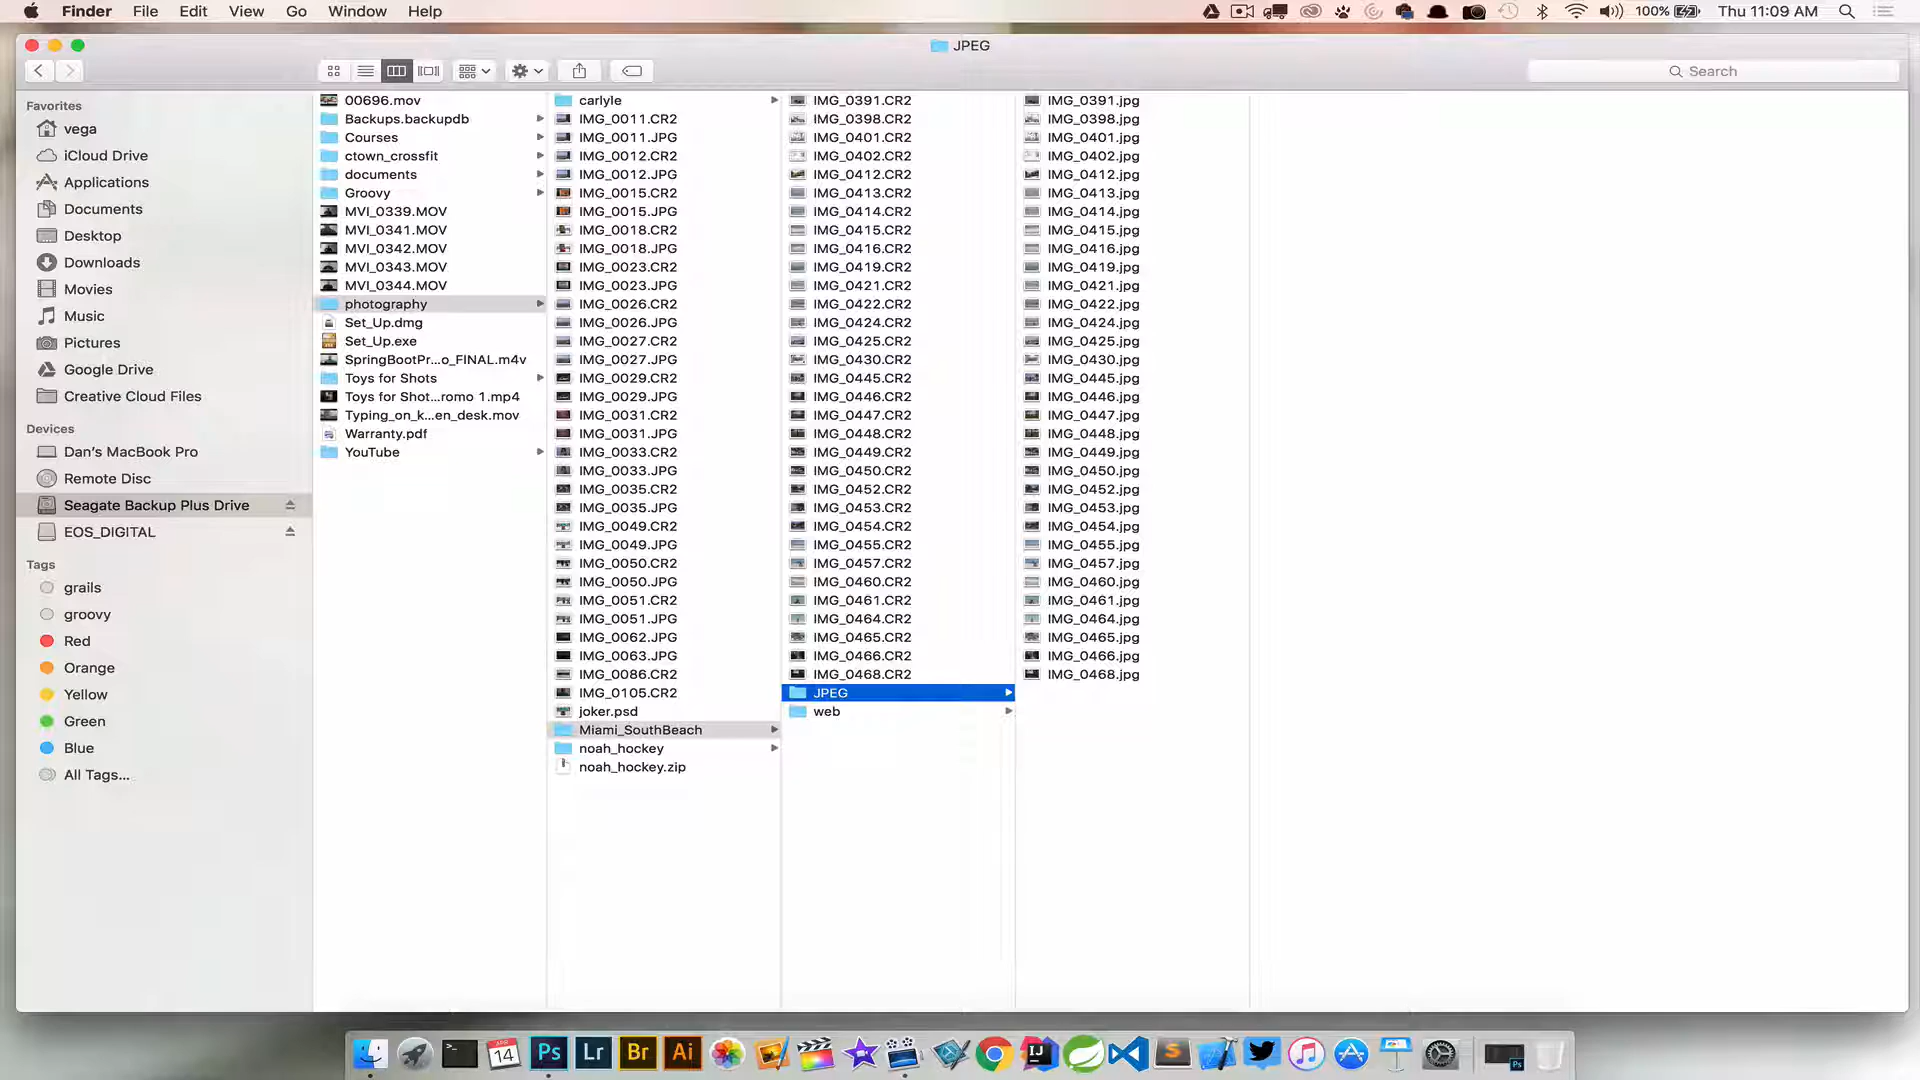 Finder File Edit View Go Window Help
100% Thu 11:09 AM
JPEG
Search
Favorites
vega
iCloud Drive
Applications
Documents
Desktop
Downloads
Movies
Music
Pictures
Google Drive
Creative Cloud Files
Devices
Dan's MacBook Pro
Remote Disc
Seagate Backup Plus Drive
EOS_DIGITAL
Tags
grails
groovy
Red
Orange
Yellow
Green
Blue
All Tags...
00696.mov
Backups.backupdb
Courses
ctown_crossfit
documents
Groovy
MVI_0339.MOV
MVI_0341.MOV
MVI_0342.MOV
MVI_0343.MOV
MVI_0344.MOV
photography
Set_Up.dmg
Set_Up.exe
SpringBootPr...o_FINAL.m4v
Toys for Shots
Toys for Shot...romo 1.mp4
Typing_on_k...en_desk.mov
Warranty.pdf
YouTube
carlyle
IMG_0011.CR2
IMG_0011.JPG
IMG_0012.CR2
IMG_0012.JPG
IMG_0015.CR2
IMG_0015.JPG
IMG_0018.CR2
IMG_0018.JPG
IMG_0023.CR2
IMG_0023.JPG
IMG_0026.CR2
IMG_0026.JPG
IMG_0027.CR2
IMG_0027.JPG
IMG_0029.CR2
IMG_0029.JPG
IMG_0031.CR2
IMG_0031.JPG
IMG_0033.CR2
IMG_0033.JPG
IMG_0035.CR2
IMG_0035.JPG
IMG_0049.CR2
IMG_0049.JPG
IMG_0050.CR2
IMG_0050.JPG
IMG_0051.CR2
IMG_0051.JPG
IMG_0062.JPG
IMG_0063.JPG
IMG_0086.CR2
IMG_0105.CR2
joker.psd
Miami_SouthBeach
noah_hockey
noah_hockey.zip
IMG_0391.CR2
IMG_0398.CR2
IMG_0401.CR2
IMG_0402.CR2
IMG_0412.CR2
IMG_0413.CR2
IMG_0414.CR2
IMG_0415.CR2
IMG_0416.CR2
IMG_0419.CR2
IMG_0421.CR2
IMG_0422.CR2
IMG_0424.CR2
IMG_0425.CR2
IMG_0430.CR2
IMG_0445.CR2
IMG_0446.CR2
IMG_0447.CR2
IMG_0448.CR2
IMG_0449.CR2
IMG_0450.CR2
IMG_0452.CR2
IMG_0453.CR2
IMG_0454.CR2
IMG_0455.CR2
IMG_0457.CR2
IMG_0460.CR2
IMG_0461.CR2
IMG_0464.CR2
IMG_0465.CR2
IMG_0466.CR2
IMG_0468.CR2
JPEG
web
IMG_0391.jpg
IMG_0398.jpg
IMG_0401.jpg
IMG_0402.jpg
IMG_0412.jpg
IMG_0413.jpg
IMG_0414.jpg
IMG_0415.jpg
IMG_0416.jpg
IMG_0419.jpg
IMG_0421.jpg
IMG_0422.jpg
IMG_0424.jpg
IMG_0425.jpg
IMG_0430.jpg
IMG_0445.jpg
IMG_0446.jpg
IMG_0447.jpg
IMG_0448.jpg
IMG_0449.jpg
IMG_0450.jpg
IMG_0452.jpg
IMG_0453.jpg
IMG_0454.jpg
IMG_0455.jpg
IMG_0457.jpg
IMG_0460.jpg
IMG_0461.jpg
IMG_0464.jpg
IMG_0465.jpg
IMG_0466.jpg
IMG_0468.jpg
APR 14 Ps Lr Br Ai IJ S Ps